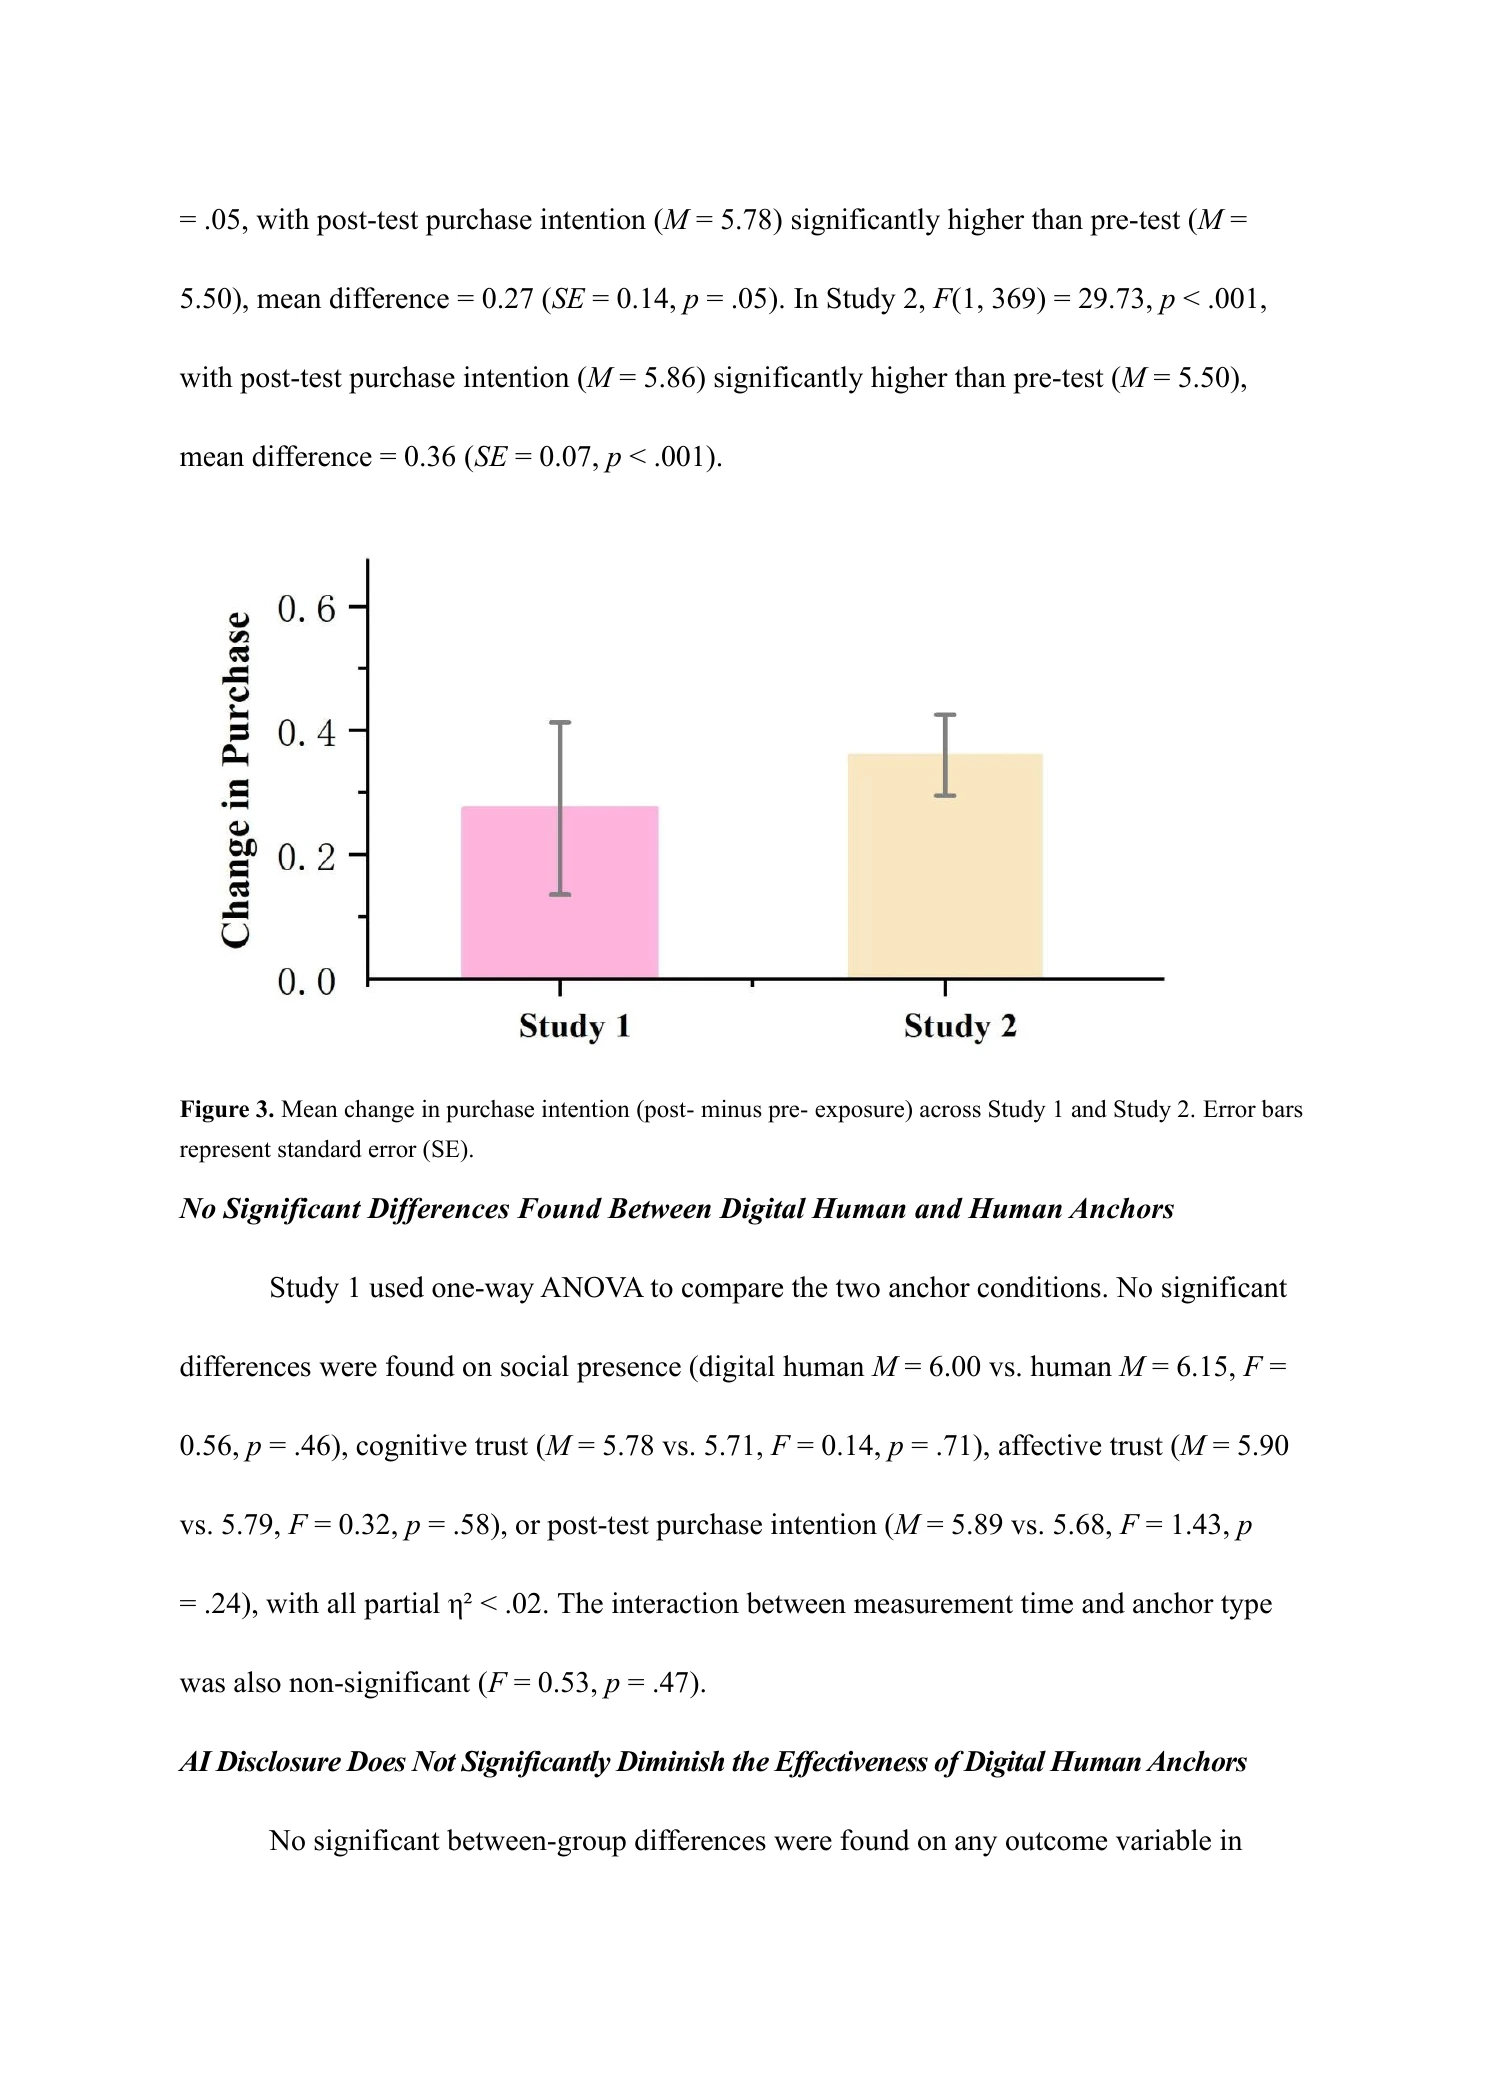 = .05, with post-test purchase intention (M = 5.78) significantly higher than pre-test (M =
5.50), mean difference = 0.27 (SE = 0.14, p = .05). In Study 2, F(1, 369) = 29.73, p < .001,
with post-test purchase intention (M = 5.86) significantly higher than pre-test (M = 5.50),
mean difference = 0.36 (SE = 0.07, p < .001).
Change in Purchase
0.6
0.4
0.2
0.0
Study 1 Study 2
Figure 3. Mean change in purchase intention (post- minus pre- exposure) across Study 1 and Study 2. Error bars
represent standard error (SE).
No Significant Differences Found Between Digital Human and Human Anchors
Study 1 used one-way ANOVA to compare the two anchor conditions. No significant
differences were found on social presence (digital human M = 6.00 vs. human M = 6.15, F =
0.56, p = .46), cognitive trust (M = 5.78 vs. 5.71, F = 0.14, p = .71), affective trust (M = 5.90
vs. 5.79, F = 0.32, p = .58), or post-test purchase intention (M = 5.89 vs. 5.68, F = 1.43, p
= .24), with all partial η² < .02. The interaction between measurement time and anchor type
was also non-significant (F = 0.53, p = .47).
AI Disclosure Does Not Significantly Diminish the Effectiveness of Digital Human Anchors
No significant between-group differences were found on any outcome variable in